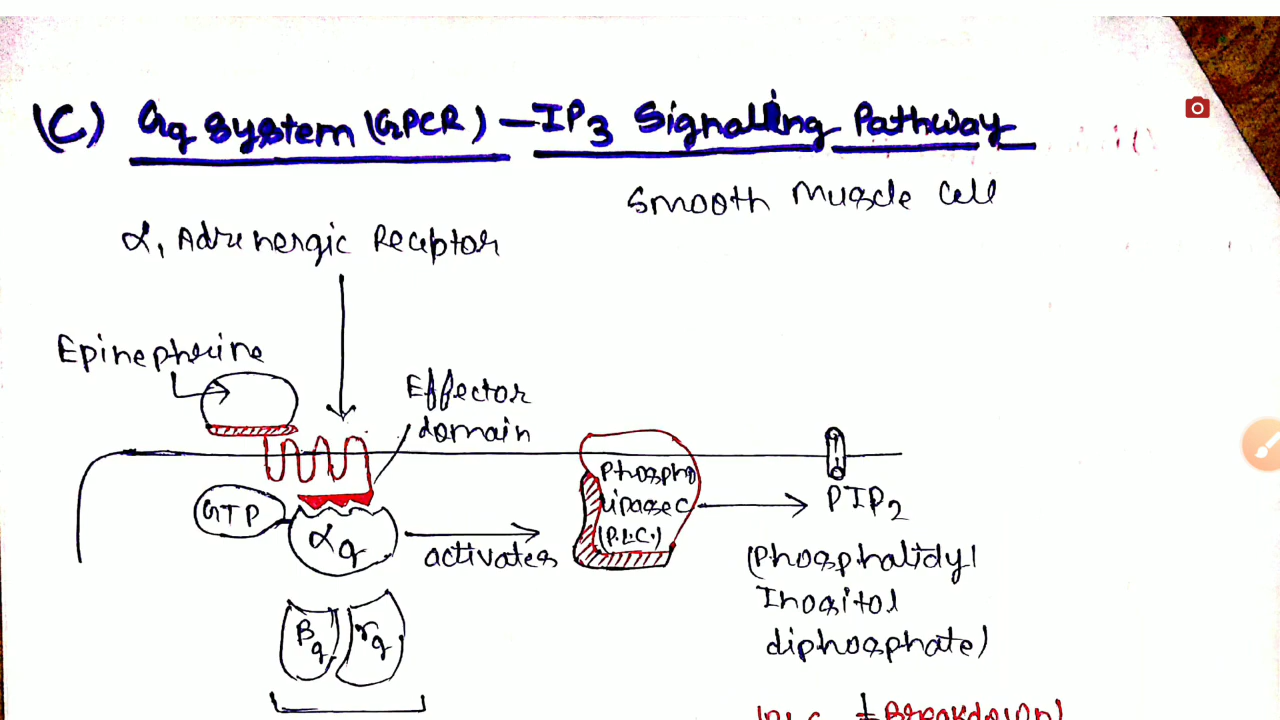 (C) Gq System (GPCR) – IP3 Signalling Pathway
Smooth Muscle Cell
α1 Adrenergic Receptor
Epinephrine
Effector
domain
GTP
αq
activates
Phospho
lipase C
(P.L.C.)
PIP2
(Phosphatidyl
Inositol
diphosphate)
βq
γq
(Breakdown)